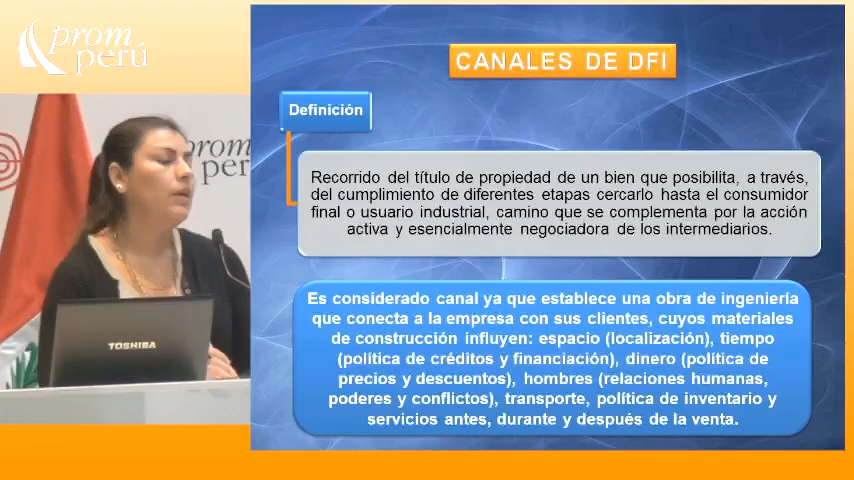 prom
perú
prom
per
TOSHIBA
CANALES DE DFI
Definición
Recorrido del título de propiedad de un bien que posibilita, a través,
del cumplimiento de diferentes etapas cercarlo hasta el consumidor
final o usuario industrial, camino que se complementa por la acción
activa y esencialmente negociadora de los intermediarios.
Es considerado canal ya que establece una obra de ingeniería
que conecta a la empresa con sus clientes, cuyos materiales
de construcción influyen: espacio (localización), tiempo
(política de créditos y financiación), dinero (política de
precios y descuentos), hombres (relaciones humanas,
poderes y conflictos), transporte, política de inventario y
servicios antes, durante y después de la venta.